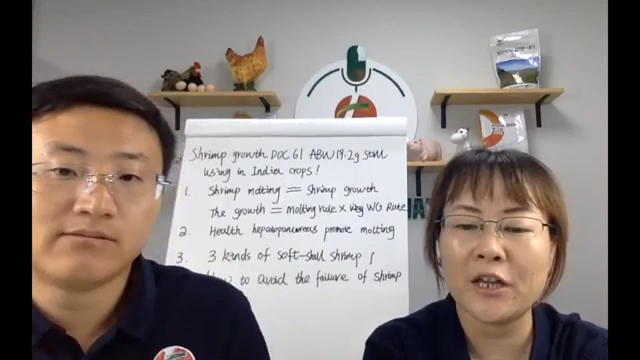 Shrimp growth DOC 61 ABW 19.2g still
using in India crops!
1. Shrimp molting = Shrimp growth
The growth = molting rate x WG Rate
2. Health hepatopancreas promote molting
3. 3 kinds of soft-shell shrimp
to avoid the failure of shrimp